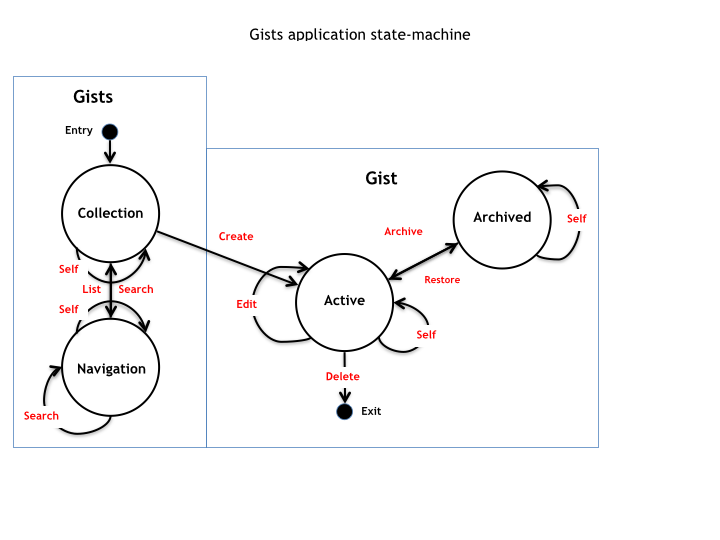 Gists application state-machine
Gists
Entry
Collection
Self
List
Search
Self
Navigation
Search
Gist
Create
Archive
Archived
Self
Restore
Edit
Active
Self
Delete
Exit